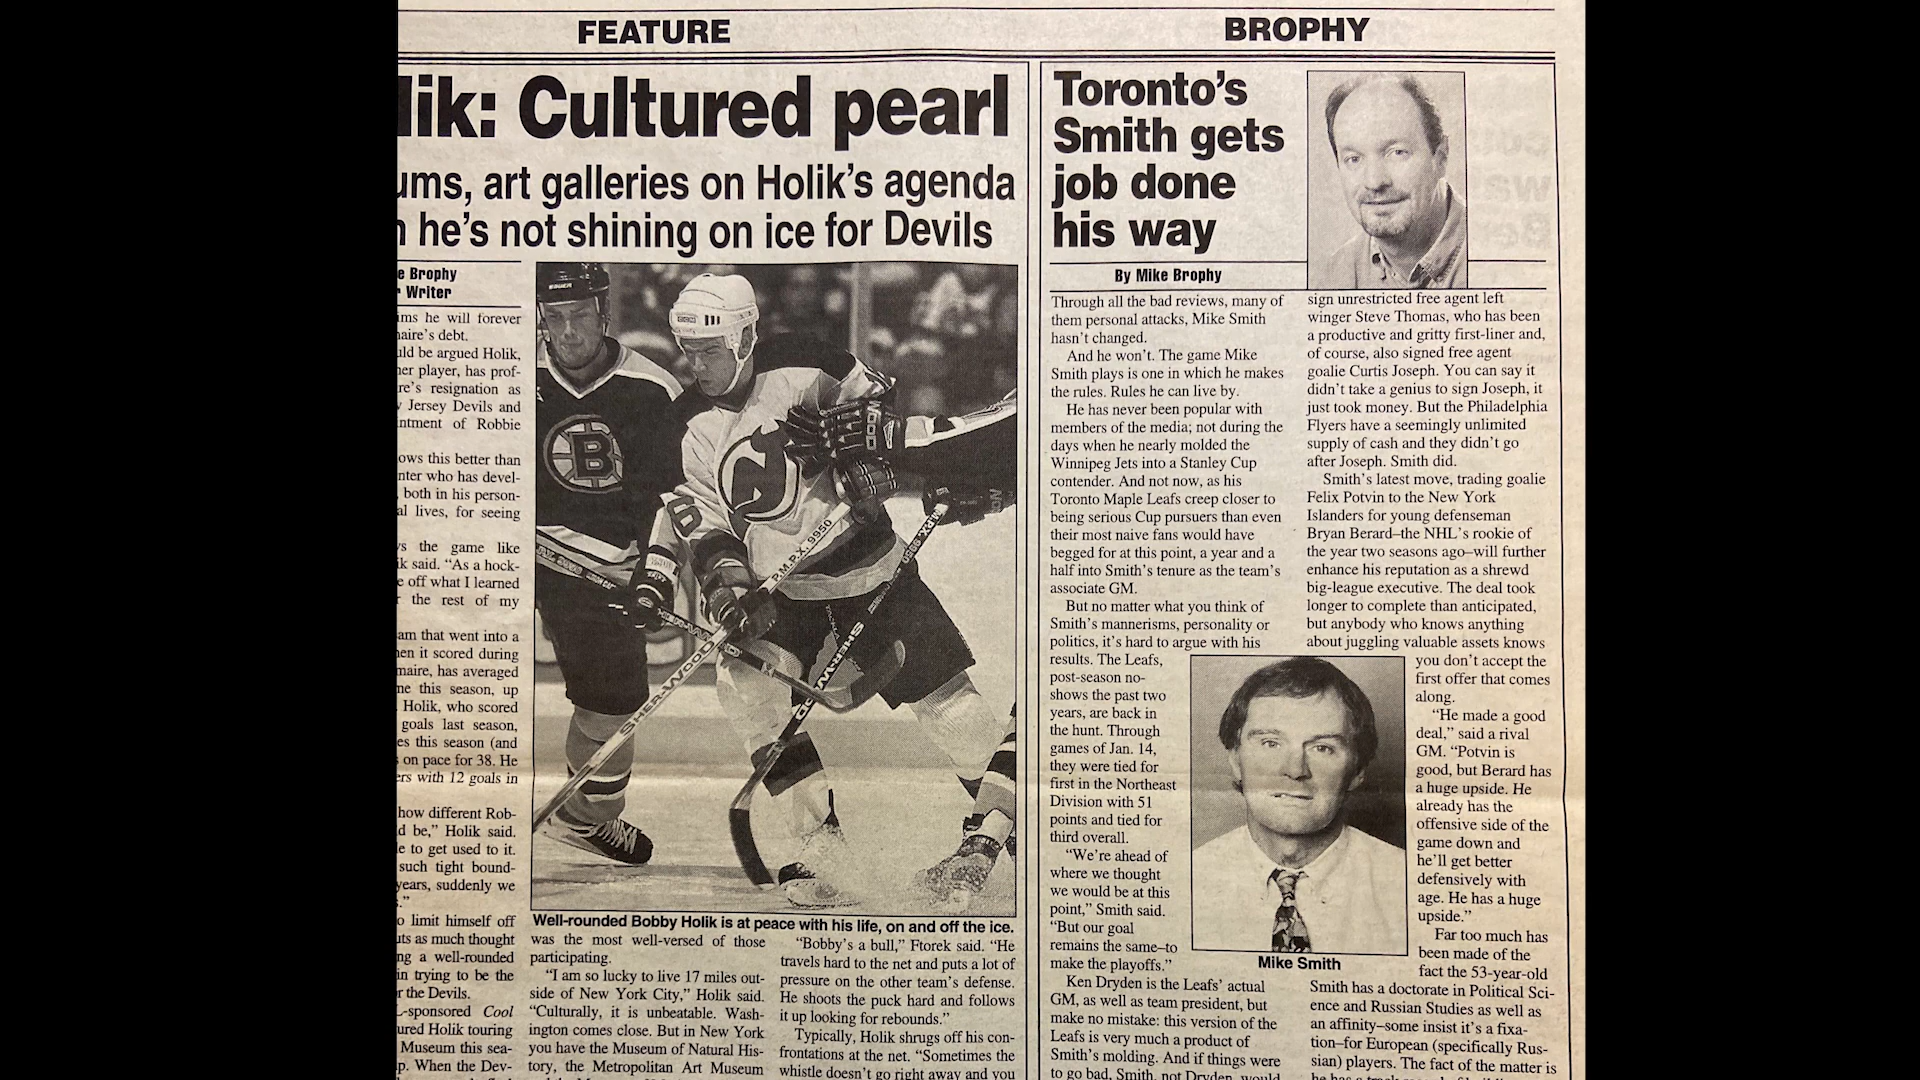 FEATURE
BROPHY
lik: Cultured pearl
ums, art galleries on Holik's agenda
n he's not shining on ice for Devils
e Brophy
r Writer
ims he will forever
naire's debt.
uld be argued Holik,
ner player, has prof-
re's resignation as
v Jersey Devils and
intment of Robbie
ows this better than
nter who has devel-
both in his person-
al lives, for seeing
ys the game like
ik said. “As a hock-
e off what I learned
r the rest of my
am that went into a
hen it scored during
maire, has averaged
me this season, up
. Holik, who scored
goals last season,
es this season (and
on pace for 38. He
ers with 12 goals in
how different Rob-
d be,” Holik said.
e to get used to it.
such tight bound-
years, suddenly we
.”
o limit himself off
uts as much thought
ng a well-rounded
in trying to be the
r the Devils.
L-sponsored Cool
ured Holik touring
Museum this sea-
p. When the Dev-
B
CCM
6
P.M.P.X. 9950
SHER-WOOD
SHER-WOOD
Well-rounded Bobby Holik is at peace with his life, on and off the ice.
was the most well-versed of those
participating.
“I am so lucky to live 17 miles out-
side of New York City,” Holik said.
“Culturally, it is unbeatable. Wash-
ington comes close. But in New York
you have the Museum of Natural His-
tory, the Metropolitan Art Museum
“Bobby's a bull,” Ftorek said. “He
travels hard to the net and puts a lot of
pressure on the other team's defense.
He shoots the puck hard and follows
it up looking for rebounds.”
Typically, Holik shrugs off his con-
frontations at the net. “Sometimes the
whistle doesn't go right away and you
Toronto's
Smith gets
job done
his way
By Mike Brophy
Through all the bad reviews, many of
them personal attacks, Mike Smith
hasn't changed.
And he won't. The game Mike
Smith plays is one in which he makes
the rules. Rules he can live by.
He has never been popular with
members of the media; not during the
days when he nearly molded the
Winnipeg Jets into a Stanley Cup
contender. And not now, as his
Toronto Maple Leafs creep closer to
being serious Cup pursuers than even
their most naive fans would have
begged for at this point, a year and a
half into Smith's tenure as the team's
associate GM.
But no matter what you think of
Smith's mannerisms, personality or
politics, it's hard to argue with his
results. The Leafs,
post-season no-
shows the past two
years, are back in
the hunt. Through
games of Jan. 14,
they were tied for
first in the Northeast
Division with 51
points and tied for
third overall.
“We're ahead of
where we thought
we would be at this
point,” Smith said.
“But our goal
remains the same–to
make the playoffs.”
Ken Dryden is the Leafs' actual
GM, as well as team president, but
make no mistake: this version of the
Leafs is very much a product of
Smith's molding. And if things were
to go bad, Smith, not Dryden, would
sign unrestricted free agent left
winger Steve Thomas, who has been
a productive and gritty first-liner and,
of course, also signed free agent
goalie Curtis Joseph. You can say it
didn't take a genius to sign Joseph, it
just took money. But the Philadelphia
Flyers have a seemingly unlimited
supply of cash and they didn't go
after Joseph. Smith did.
Smith's latest move, trading goalie
Felix Potvin to the New York
Islanders for young defenseman
Bryan Berard–the NHL's rookie of
the year two seasons ago–will further
enhance his reputation as a shrewd
big-league executive. The deal took
longer to complete than anticipated,
but anybody who knows anything
about juggling valuable assets knows
you don't accept the
first offer that comes
along.
“He made a good
deal,” said a rival
GM. “Potvin is
good, but Berard has
a huge upside. He
already has the
offensive side of the
game down and
he'll get better
defensively with
age. He has a huge
upside.”
Far too much has
been made of the
fact the 53-year-old
Smith has a doctorate in Political Sci-
ence and Russian Studies as well as
an affinity–some insist it's a fixa-
tion–for European (specifically Rus-
sian) players. The fact of the matter is
Mike Smith